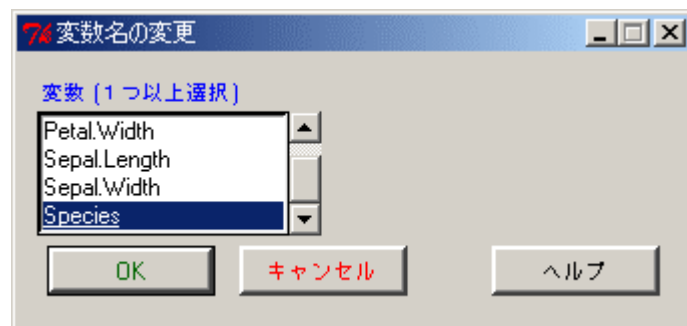 変数名の変更
変数 (1 つ以上選択)
Petal.Width
Sepal.Length
Sepal.Width
Species
OK
キャンセル
ヘルプ